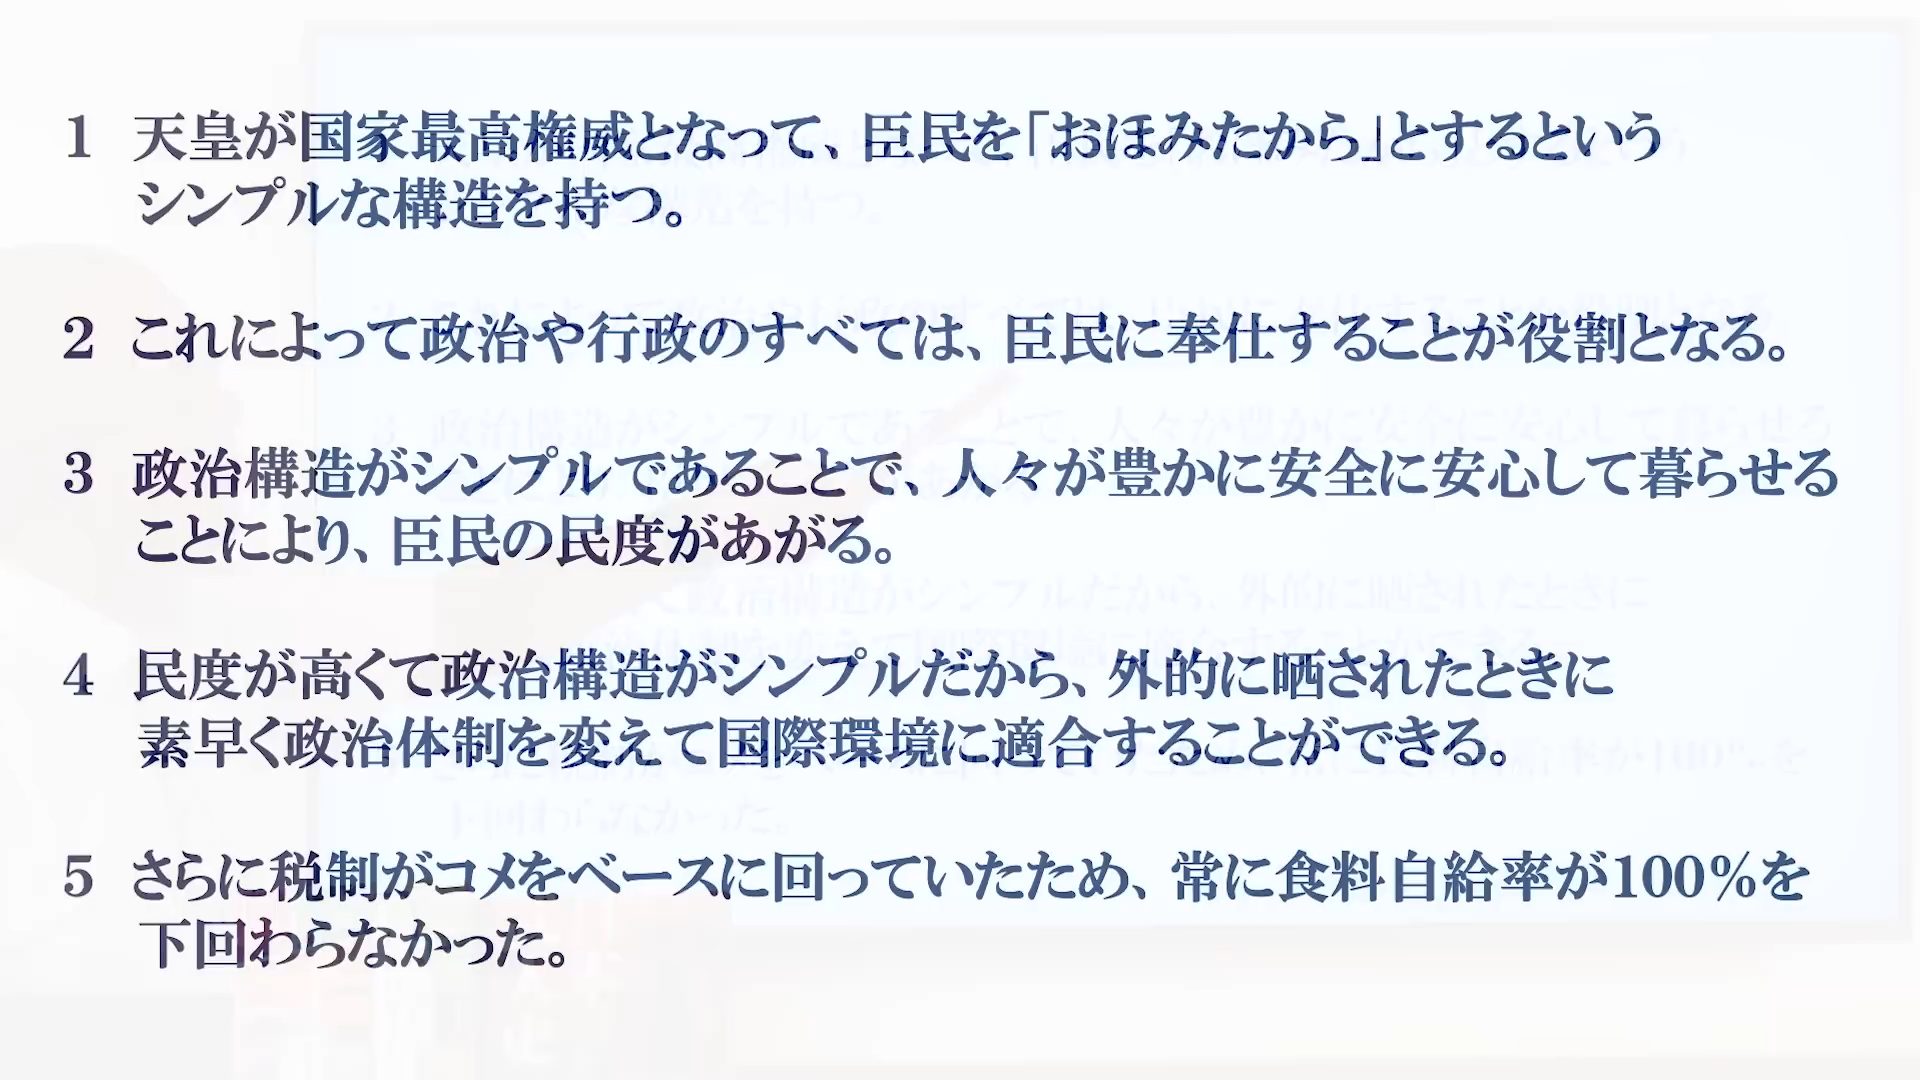 1 天皇が国家最高権威となって、臣民を「おほみたから」とするという
シンプルな構造を持つ。
2 これによって政治や行政のすべては、臣民に奉仕することが役割となる。
3 政治構造がシンプルであることで、人々が豊かに安全に安心して暮らせる
ことにより、臣民の民度があがる。
4 民度が高くて政治構造がシンプルだから、外的に晒されたときに
素早く政治体制を変えて国際環境に適合することができる。
5 さらに税制がコメをベースに回っていたため、常に食料自給率が100％を
下回わらなかった。